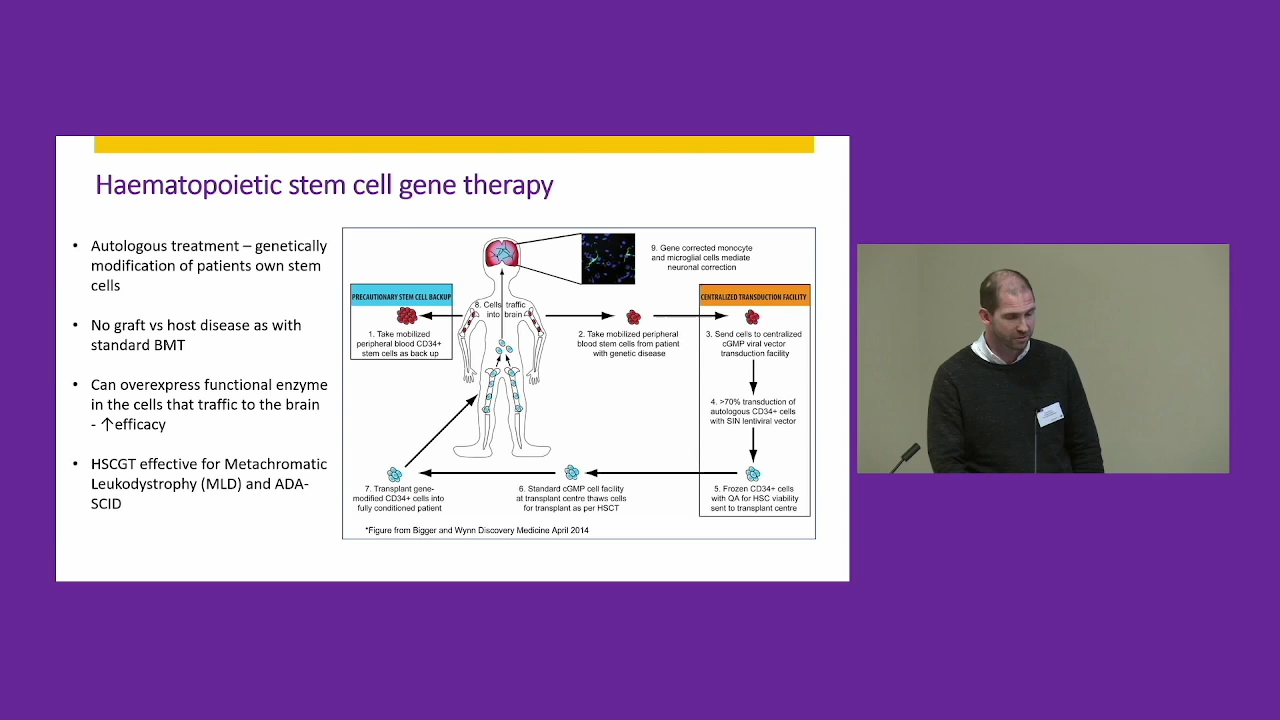 Haematopoietic stem cell gene therapy
• Autologous treatment – genetically
modification of patients own stem
cells
• No graft vs host disease as with
standard BMT
• Can overexpress functional enzyme
in the cells that traffic to the brain
- ↑efficacy
• HSCGT effective for Metachromatic
Leukodystrophy (MLD) and ADA-
SCID
PRECAUTIONARY STEM CELL BACKUP
1. Take mobilized
peripheral blood CD34+
stem cells as back up
8. Cells traffic
into brain
2. Take mobilized peripheral
blood stem cells from patient
with genetic disease
9. Gene corrected monocyte
and microglial cells mediate
neuronal correction
CENTRALIZED TRANSDUCTION FACILITY
3. Send cells to centralized
cGMP viral vector
transduction facility
4. >70% transduction of
autologous CD34+ cells
with SIN lentiviral vector
5. Frozen CD34+ cells
with QA for HSC viability
sent to transplant centre
6. Standard cGMP cell facility
at transplant centre thaws cells
for transplant as per HSCT
7. Transplant gene-
modified CD34+ cells into
fully conditioned patient
*Figure from Bigger and Wynn Discovery Medicine April 2014